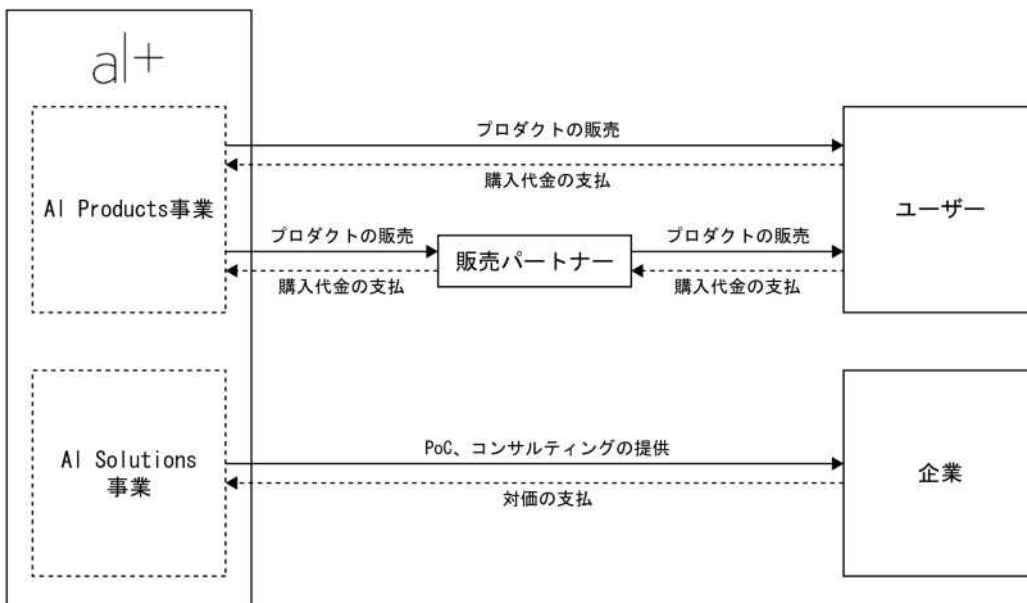 al+
プロダクトの販売
購入代金の支払
AI Products事業
ユーザー
プロダクトの販売
販売パートナー
プロダクトの販売
購入代金の支払
購入代金の支払
PoC、コンサルティングの提供
AI Solutions
事業
企業
対価の支払